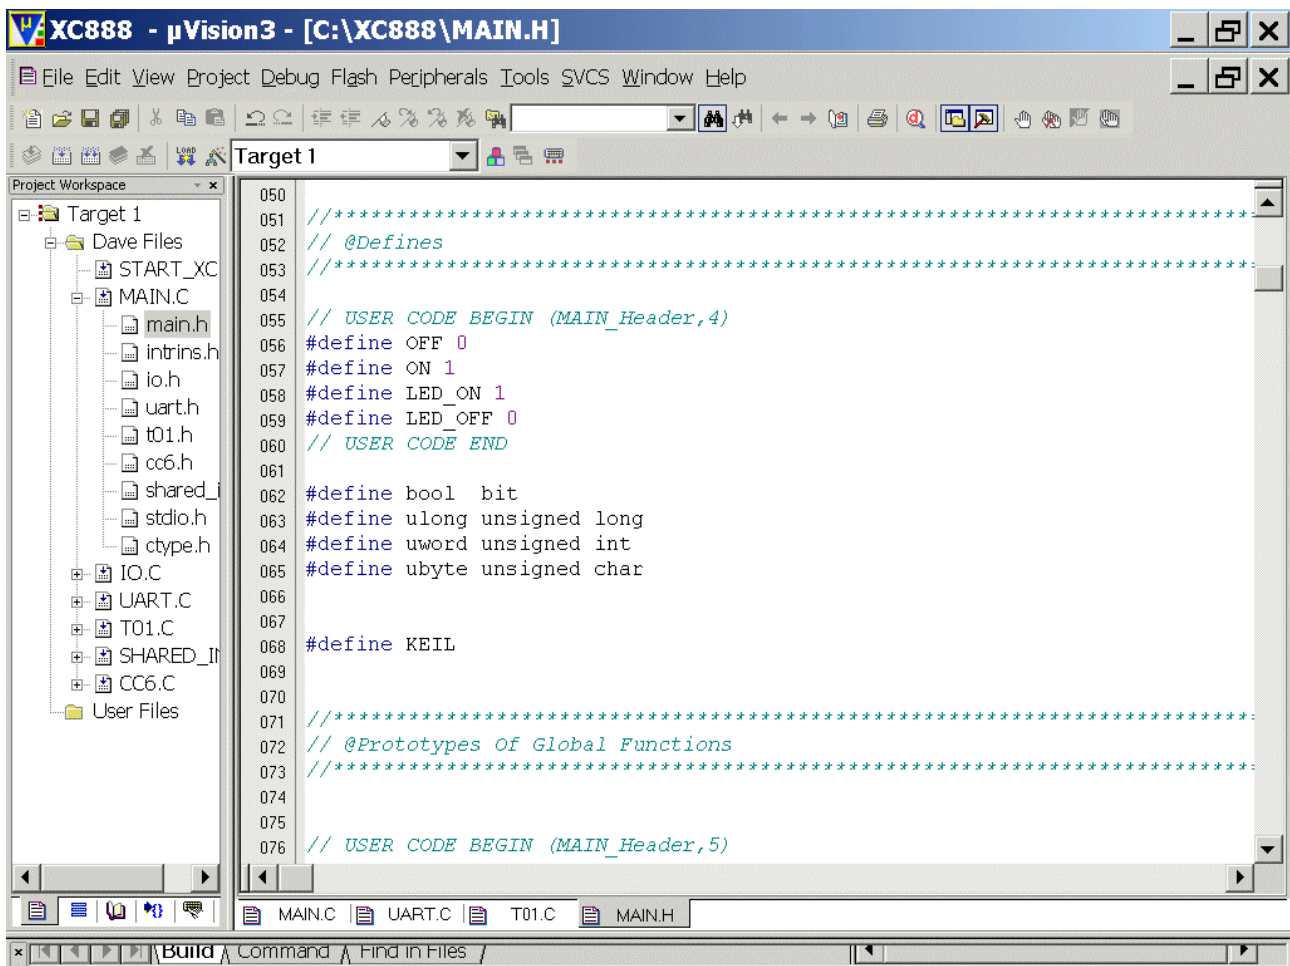 XC888 - µVision3 - [C:\XC888\MAIN.H]
File Edit View Project Debug Flash Peripherals Tools SVCS Window Help
Target 1
Project Workspace
Target 1
Dave Files
START_XC
MAIN.C
main.h
intrins.h
io.h
uart.h
t01.h
cc6.h
shared_i
stdio.h
ctype.h
IO.C
UART.C
T01.C
SHARED_IN
CC6.C
User Files
050
051 //**************************************************************************
052 // @Defines
053 //**************************************************************************
054
055 // USER CODE BEGIN (MAIN_Header,4)
056 #define OFF 0
057 #define ON 1
058 #define LED_ON 1
059 #define LED_OFF 0
060 // USER CODE END
061
062 #define bool  bit
063 #define ulong unsigned long
064 #define uword unsigned int
065 #define ubyte unsigned char
066
067
068 #define KEIL
069
070
071 //**************************************************************************
072 // @Prototypes Of Global Functions
073 //**************************************************************************
074
075
076 // USER CODE BEGIN (MAIN_Header,5)
MAIN.C UART.C T01.C MAIN.H
Build Command Find in Files